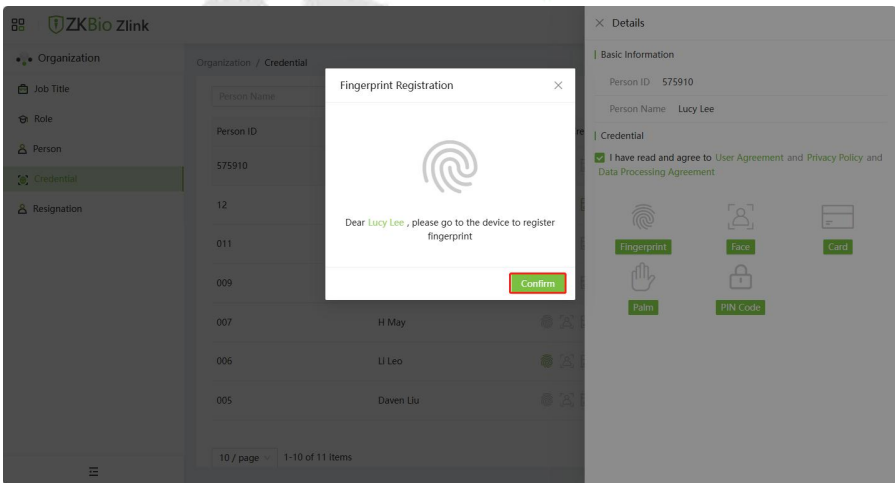 ZKBio Zlink
Details
Organization
Organization / Credential
Basic Information
Job Title
Person Name
Fingerprint Registration
Person ID 575910
Role
Person Name Lucy Lee
Person ID
Credential
Person
575910
I have read and agree to User Agreement and Privacy Policy and
Data Processing Agreement
Credential
Resignation
12
Dear Lucy Lee , please go to the device to register
fingerprint
011
Fingerprint
Face
Card
009
Confirm
Palm
PIN Code
007
H May
006
Li Leo
005
Daven Liu
10 / page
1-10 of 11 items